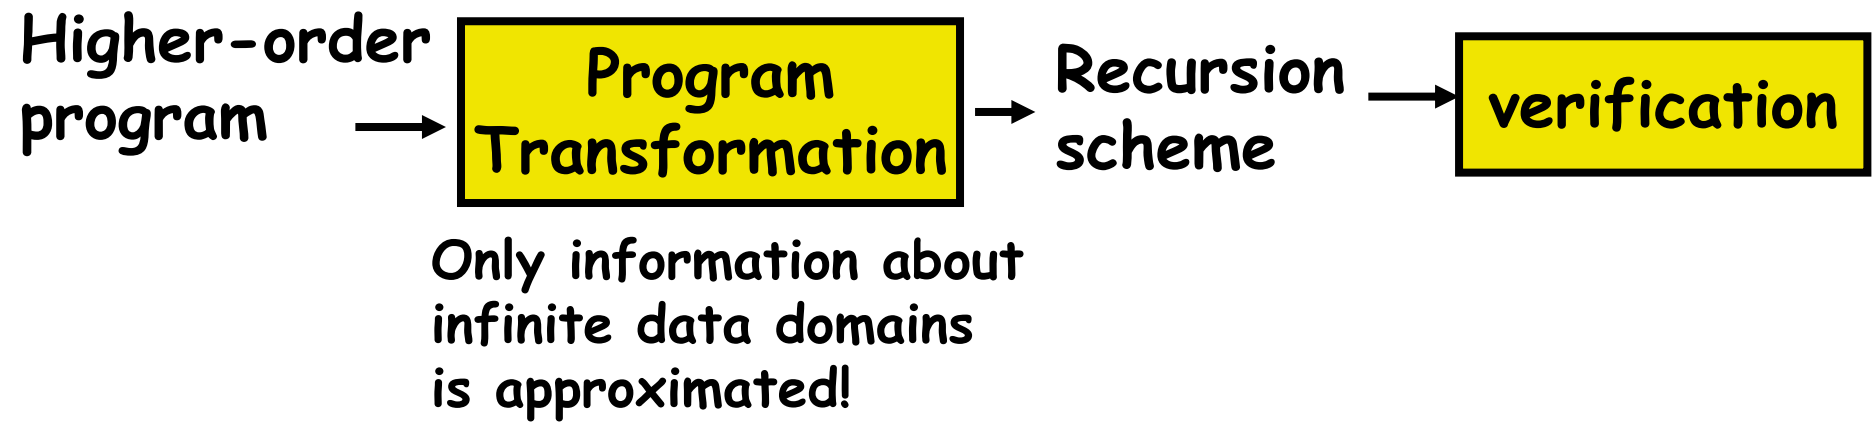 Higher-order
program
Program
Transformation
Recursion
scheme
verification
Only information about
infinite data domains
is approximated!